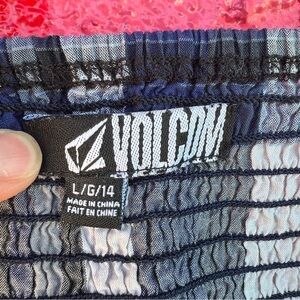 VOLCOM
L/G/14
MADE IN CHINA
FAIT EN CHINE